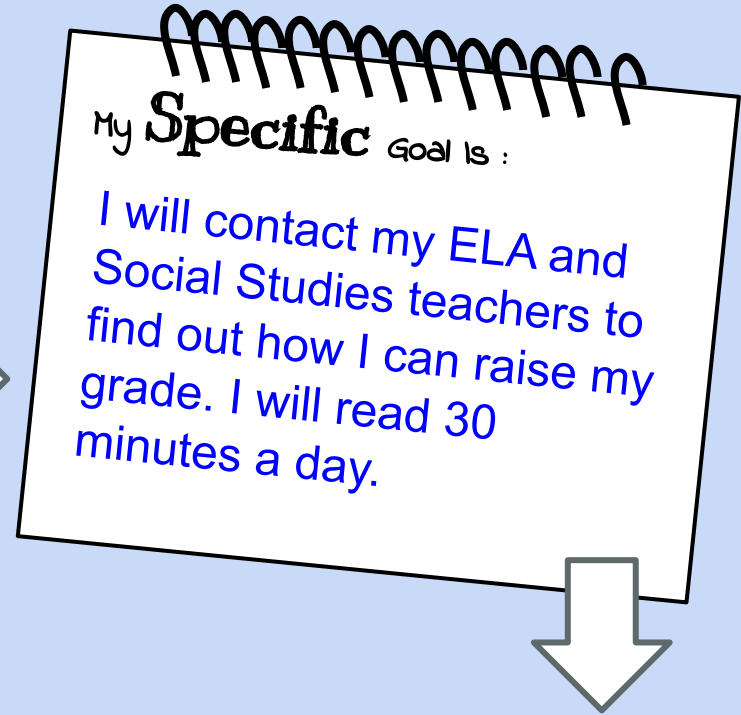 My Specific Goal Is :
I will contact my ELA and
Social Studies teachers to
find out how I can raise my
grade. I will read 30
minutes a day.